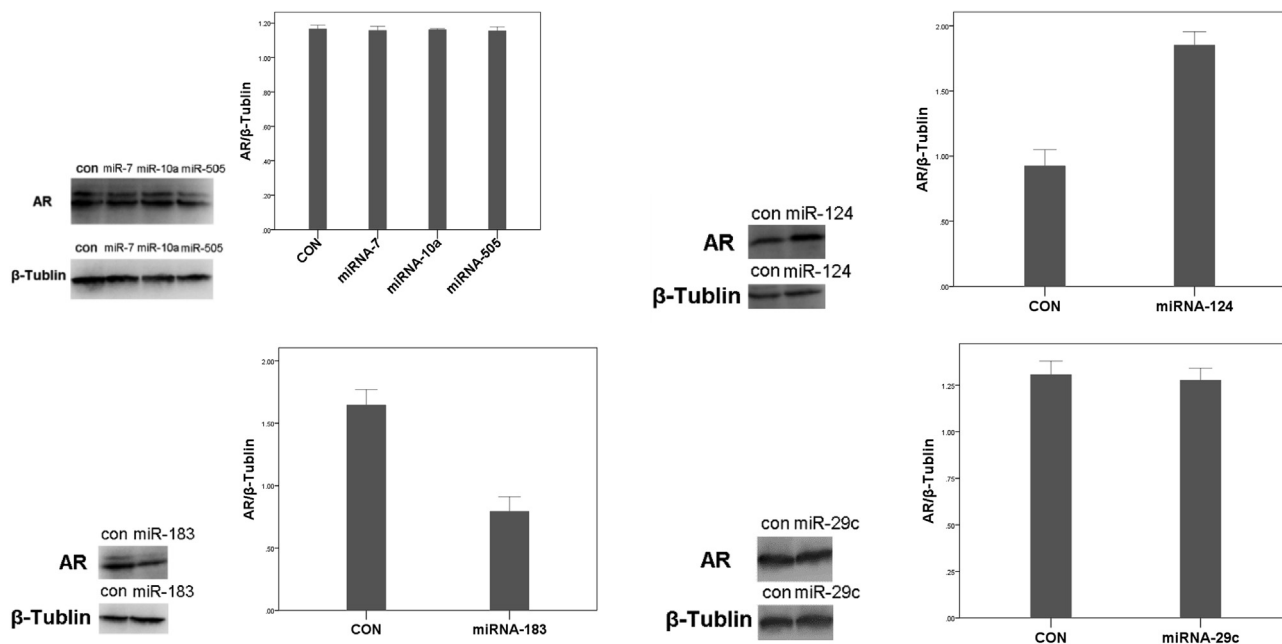 1.20
1.00
.80
.60
.40
.20
.00
AR/β-Tublin
CON
miRNA-7
miRNA-10a
miRNA-505
con miR-7 miR-10a miR-505
AR
con miR-7 miR-10a miR-505
β-Tublin
2.00
1.50
1.00
.50
.00
AR/β-Tublin
CON miRNA-124
con miR-124
AR
con miR-124
β-Tublin
2.00
1.50
1.00
.50
.00
AR/β-Tublin
CON miRNA-183
con miR-183
AR
con miR-183
β-Tublin
1.25
1.00
.75
.50
.25
.00
AR/β-Tublin
CON miRNA-29c
con miR-29c
AR
con miR-29c
β-Tublin